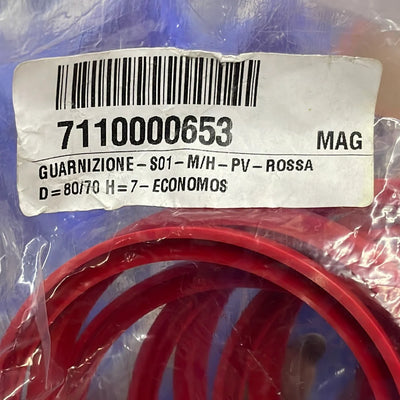 7110000653 MAG
GUARNIZIONE-S01-M/H-PV-ROSSA
D=80/70 H=7-ECONOMOS